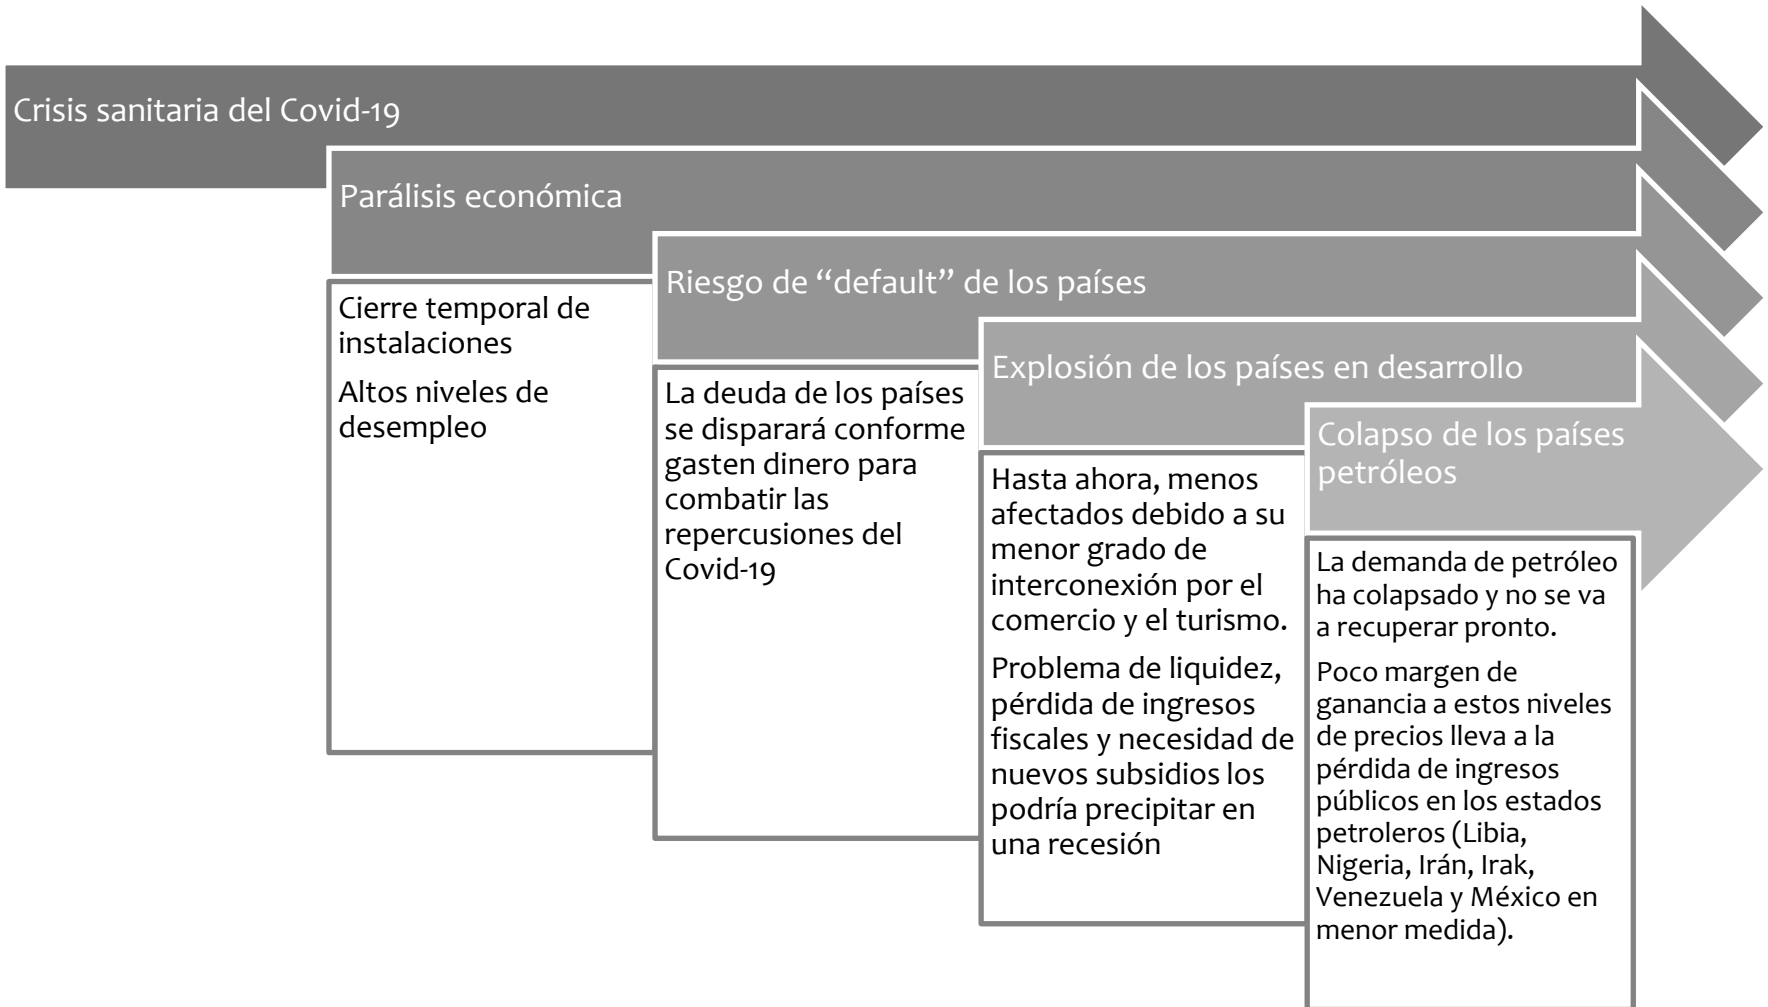 Crisis sanitaria del Covid-19
Parálisis económica
Cierre temporal de
instalaciones
Altos niveles de
desempleo
Riesgo de “default” de los países
La deuda de los países
se disparará conforme
gasten dinero para
combatir las
repercusiones del
Covid-19
Explosión de los países en desarrollo
Hasta ahora, menos
afectados debido a su
menor grado de
interconexión por el
comercio y el turismo.
Problema de liquidez,
pérdida de ingresos
fiscales y necesidad de
nuevos subsidios los
podría precipitar en
una recesión
Colapso de los países
petróleos
La demanda de petróleo
ha colapsado y no se va
a recuperar pronto.
Poco margen de
ganancia a estos niveles
de precios lleva a la
pérdida de ingresos
públicos en los estados
petroleros (Libia,
Nigeria, Irán, Irak,
Venezuela y México en
menor medida).